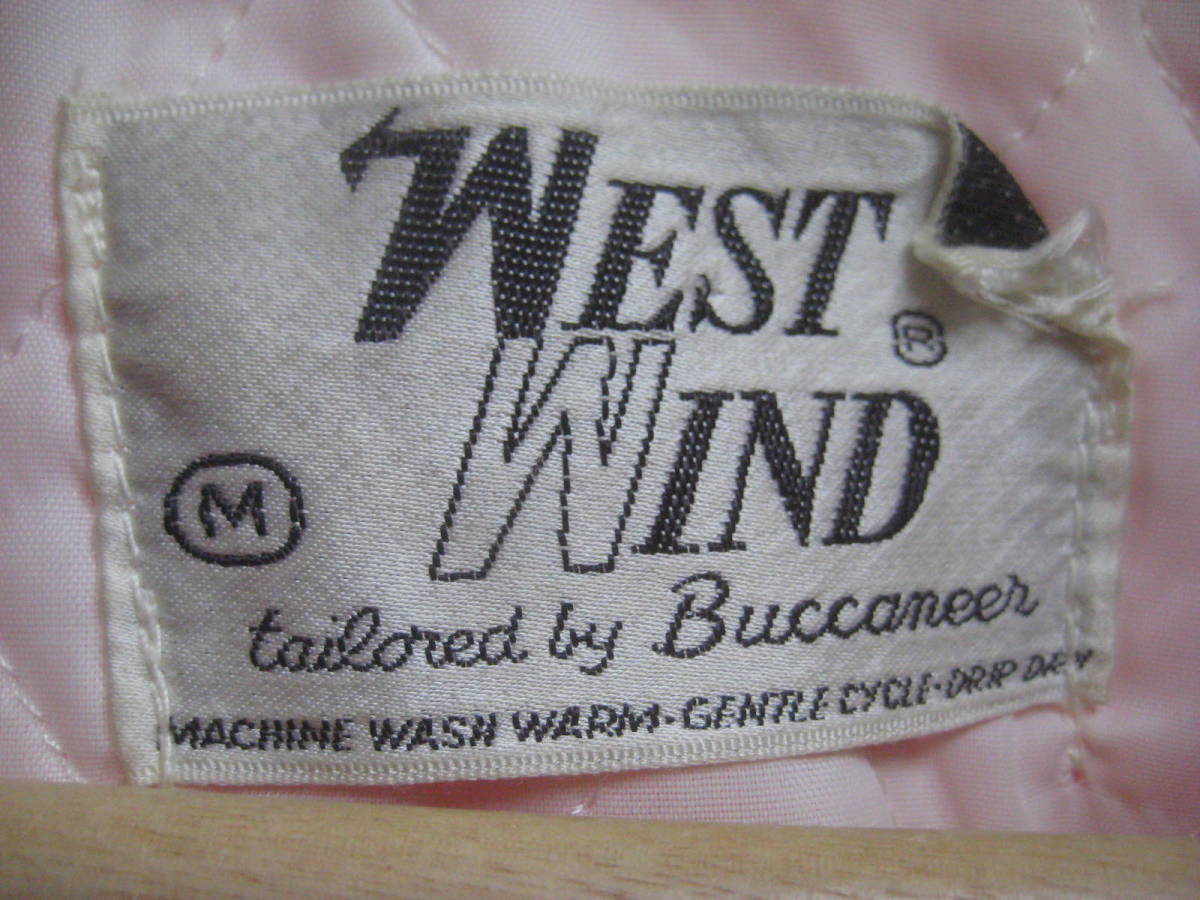 WEST
®
WIND
M
tailored by Buccaneer
MACHINE WASH WARM·GENTLE CYCLE·DRIP DRY